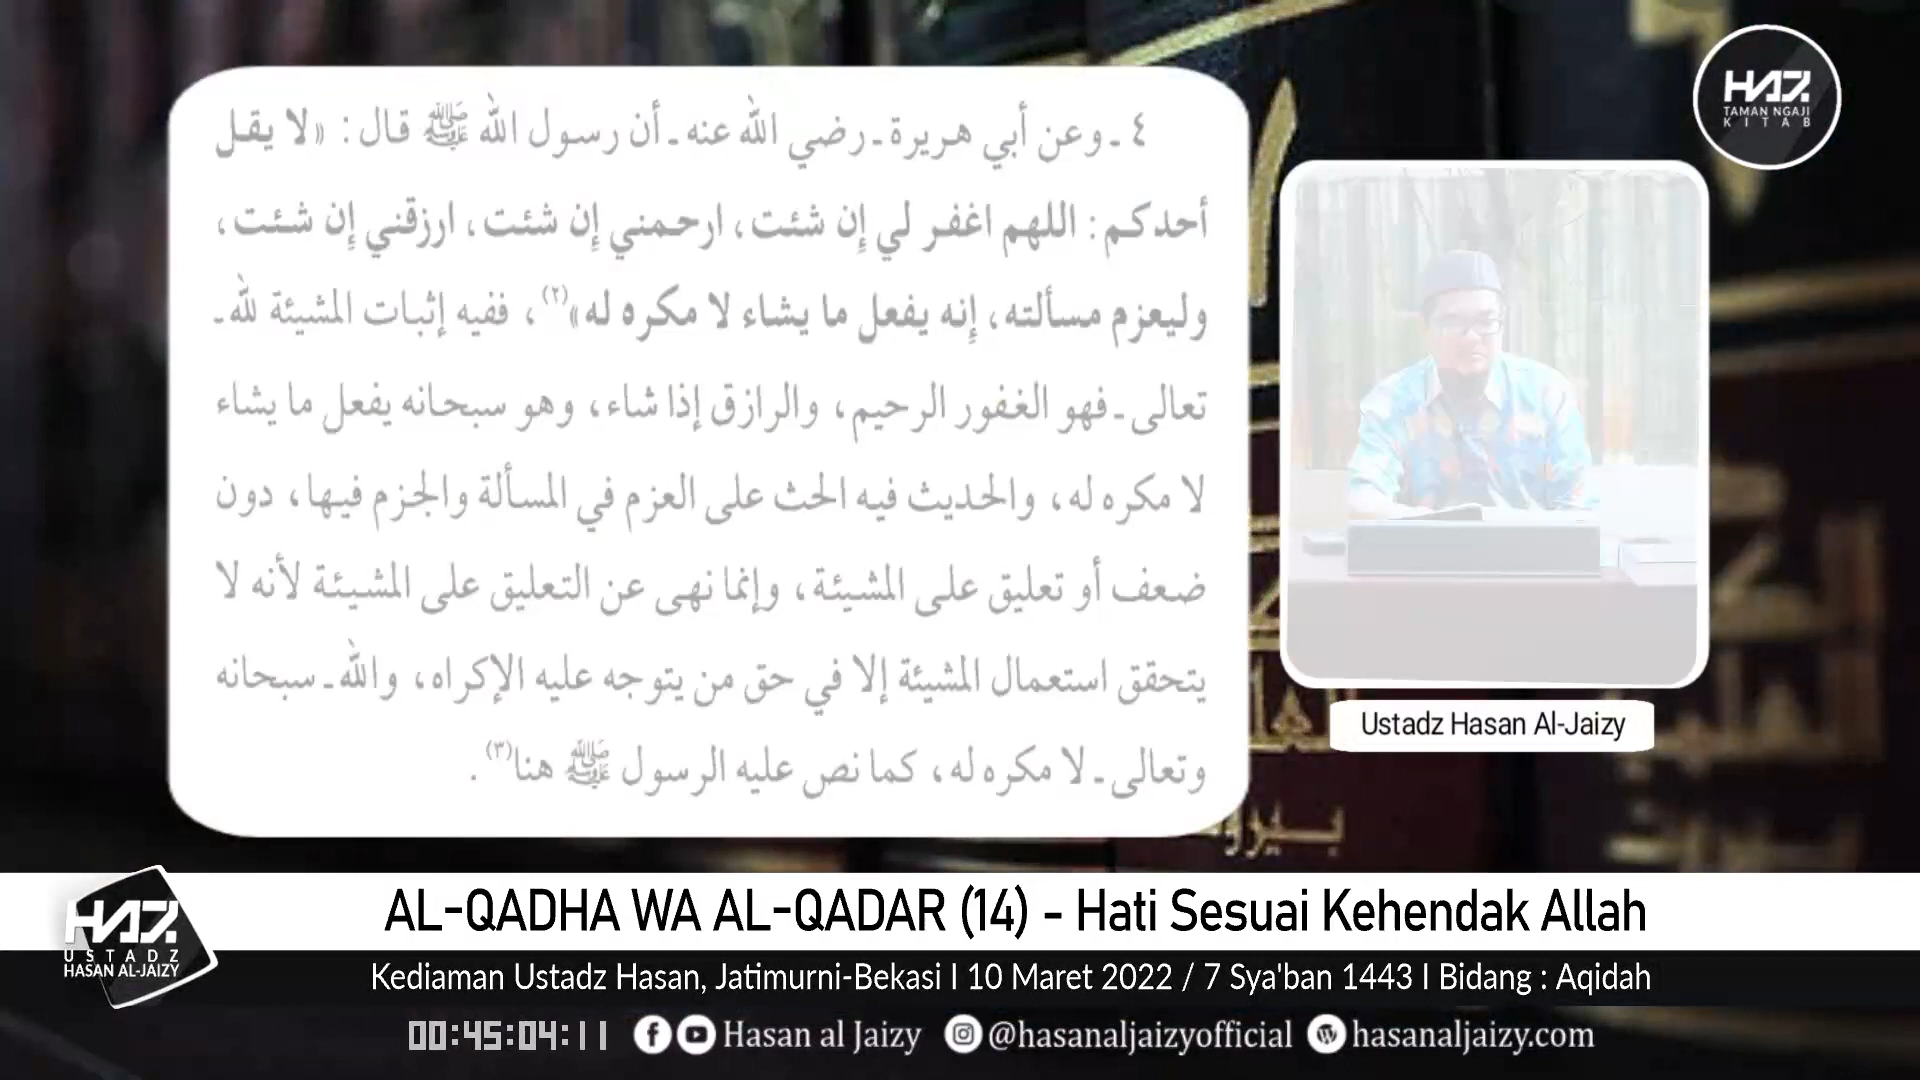 HAZ.
TAMAN NGAJI
KITAB
٤ ـ وعن أبي هريرة ـ رضي الله عنه ـ أن رسول الله ﷺ قال: «لا يقل
أحدكم: اللهم اغفر لي إن شئت، ارحمني إن شئت، ارزقني إن شئت،
وليعزم مسألته، إنه يفعل ما يشاء لا مكره له»(٢)، ففيه إثبات المشيئة لله ـ
تعالى ـ فهو الغفور الرحيم، والرازق إذا شاء، وهو سبحانه يفعل ما يشاء
لا مكره له، والحديث فيه الحث على العزم في المسألة والجزم فيها، دون
ضعف أو تعليق على المشيئة، وإنما نهى عن التعليق على المشيئة لأنه لا
يتحقق استعمال المشيئة إلا في حق من يتوجه عليه الإكراه، والله ـ سبحانه
وتعالى ـ لا مكره له، كما نص عليه الرسول ﷺ هنا(٣).
Ustadz Hasan Al-Jaizy
بيروت
HAZ.
USTADZ
HASAN AL-JAIZY
AL-QADHA WA AL-QADAR (14) - Hati Sesuai Kehendak Allah
Kediaman Ustadz Hasan, Jatimurni-Bekasi I 10 Maret 2022 / 7 Sya'ban 1443 I Bidang : Aqidah
00:45:04:11 Hasan al Jaizy @hasanaljaizyofficial hasanaljaizy.com